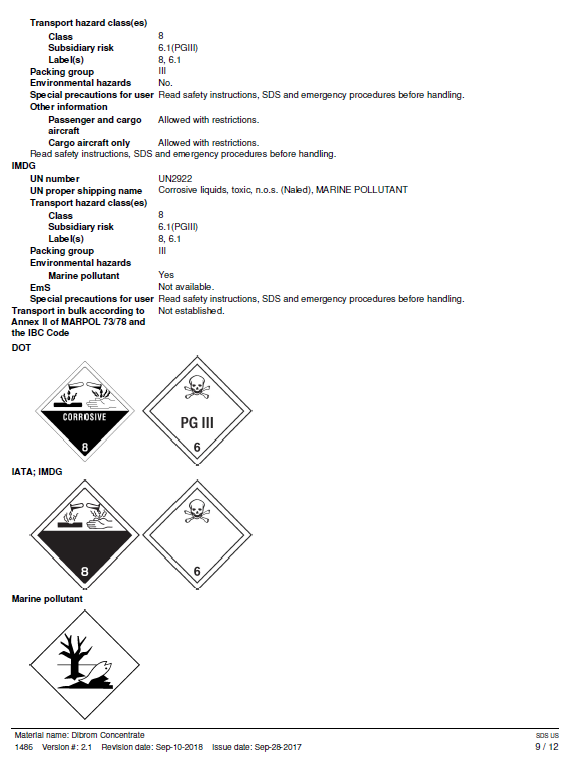 Transport hazard class(es)
Class 8
Subsidiary risk 6.1(PGIII)
Label(s) 8, 6.1
Packing group III
Environmental hazards No.
Special precautions for user Read safety instructions, SDS and emergency procedures before handling.
Other information
Passenger and cargo Allowed with restrictions.
aircraft
Cargo aircraft only Allowed with restrictions.
Read safety instructions, SDS and emergency procedures before handling.
IMDG
UN number UN2922
UN proper shipping name Corrosive liquids, toxic, n.o.s. (Naled), MARINE POLLUTANT
Transport hazard class(es)
Class 8
Subsidiary risk 6.1(PGIII)
Label(s) 8, 6.1
Packing group III
Environmental hazards
Marine pollutant Yes
EmS Not available.
Special precautions for user Read safety instructions, SDS and emergency procedures before handling.
Transport in bulk according to Not established.
Annex II of MARPOL 73/78 and
the IBC Code
DOT
CORROSIVE
8
PG III
6
IATA; IMDG
8
6
Marine pollutant
Material name: Dibrom Concentrate SDS US
1486 Version #: 2.1 Revision date: Sep-10-2018 Issue date: Sep-28-2017 9 / 12